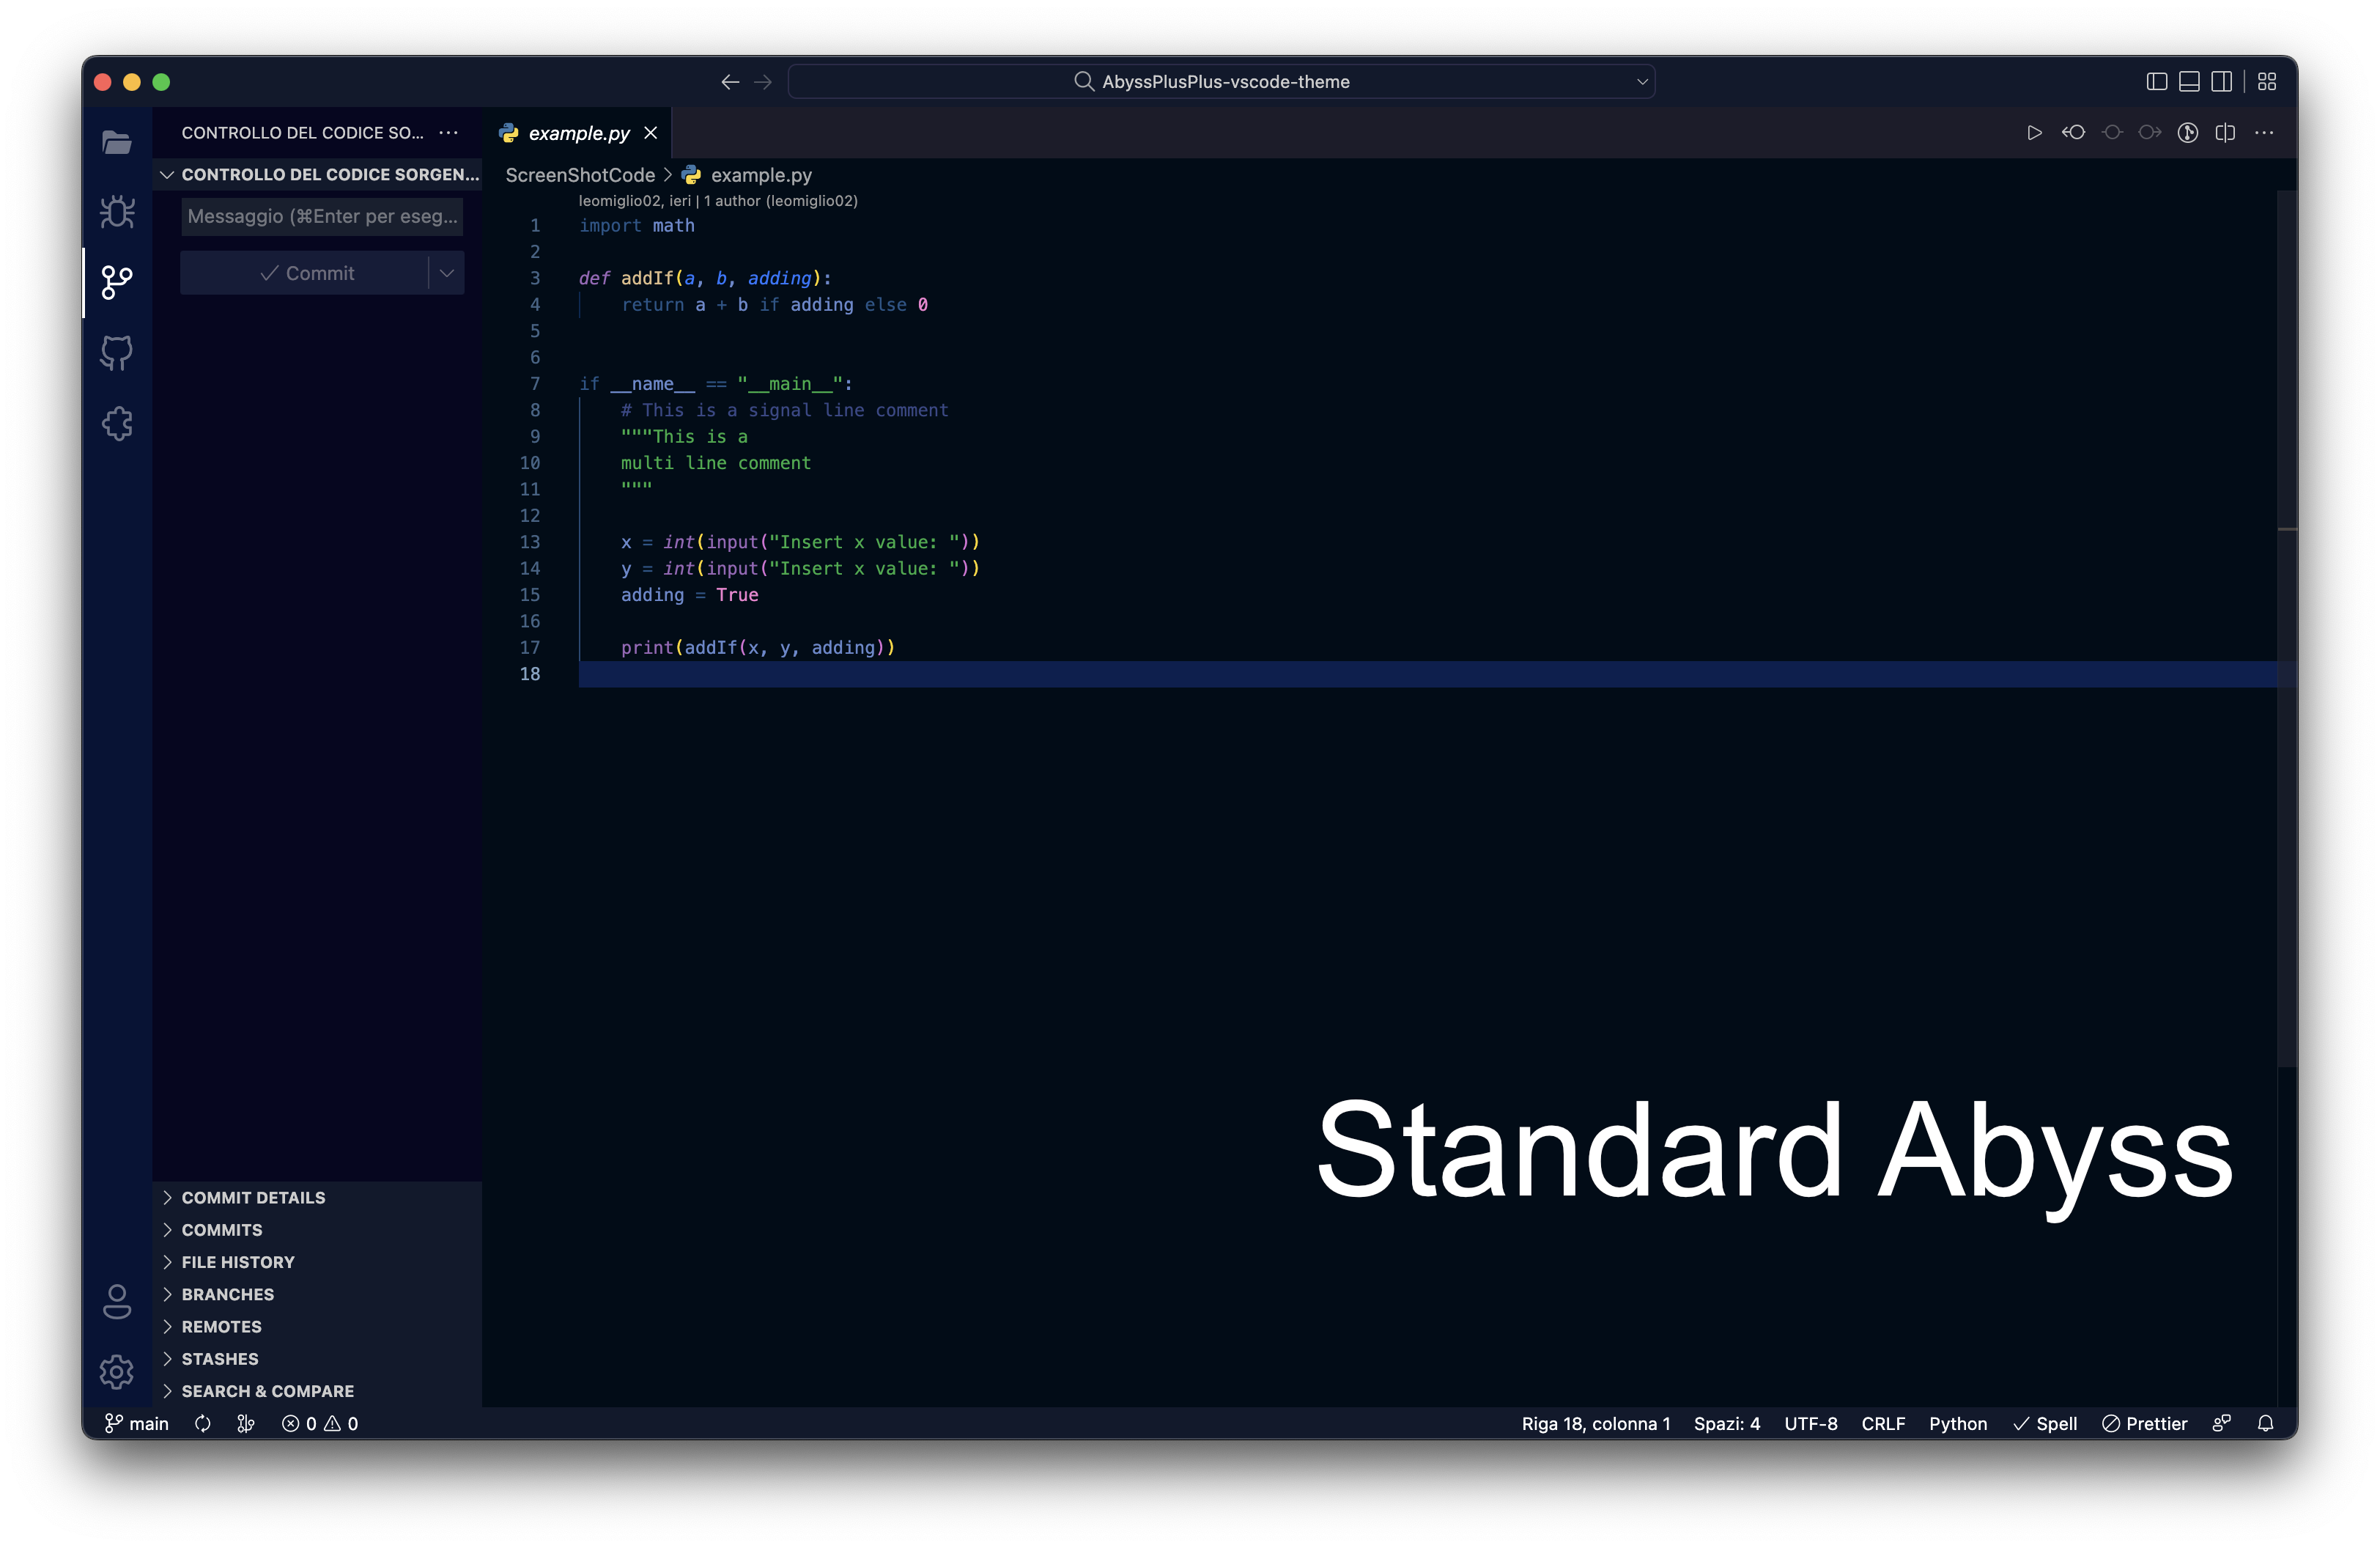 AbyssPlusPlus-vscode-theme
CONTROLLO DEL CODICE SO...
example.py
CONTROLLO DEL CODICE SORGEN...
Messaggio (⌘Enter per eseg...
Commit
ScreenShotCode > example.py
leomiglio02, ieri | 1 author (leomiglio02)
1 import math
2
3 def addIf(a, b, adding):
4     return a + b if adding else 0
5
6
7 if __name__ == "__main__":
8     # This is a signal line comment
9     """This is a
10     multi line comment
11     """
12
13     x = int(input("Insert x value: "))
14     y = int(input("Insert x value: "))
15     adding = True
16
17     print(addIf(x, y, adding))
18
Standard Abyss
COMMIT DETAILS
COMMITS
FILE HISTORY
BRANCHES
REMOTES
STASHES
SEARCH & COMPARE
main 0 0 Riga 18, colonna 1 Spazi: 4 UTF-8 CRLF Python Spell Prettier